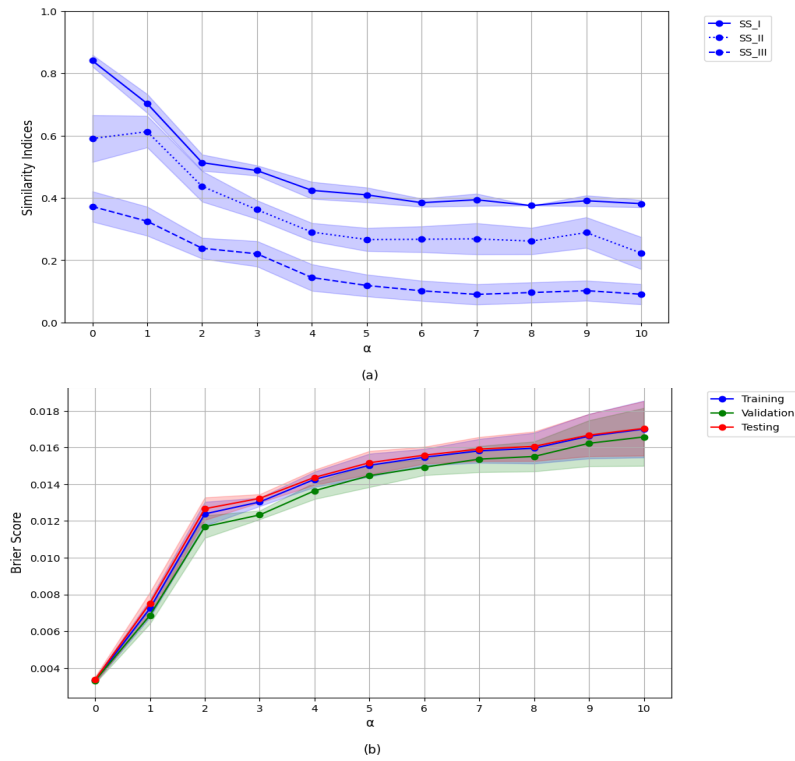 1.0
0.8
0.6
0.4
0.2
0.0
Similarity Indices
SS_I
SS_II
SS_III
0 1 2 3 4 5 6 7 8 9 10
α
(a)
0.018
0.016
0.014
0.012
0.010
0.008
0.006
0.004
Brier Score
Training
Validation
Testing
0 1 2 3 4 5 6 7 8 9 10
α
(b)